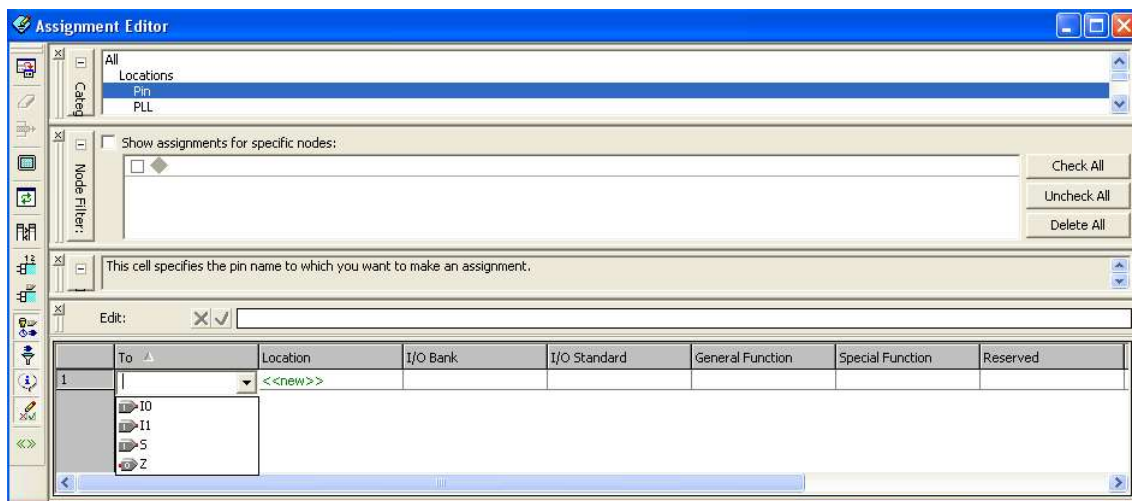 Assignment Editor
All
Locations
Pin
PLL
Categ
Show assignments for specific nodes:
Node Filter:
Check All
Uncheck All
Delete All
This cell specifies the pin name to which you want to make an assignment.
Edit:
To Location I/O Bank I/O Standard General Function Special Function Reserved
1 <<new>>
I0
I1
S
Z